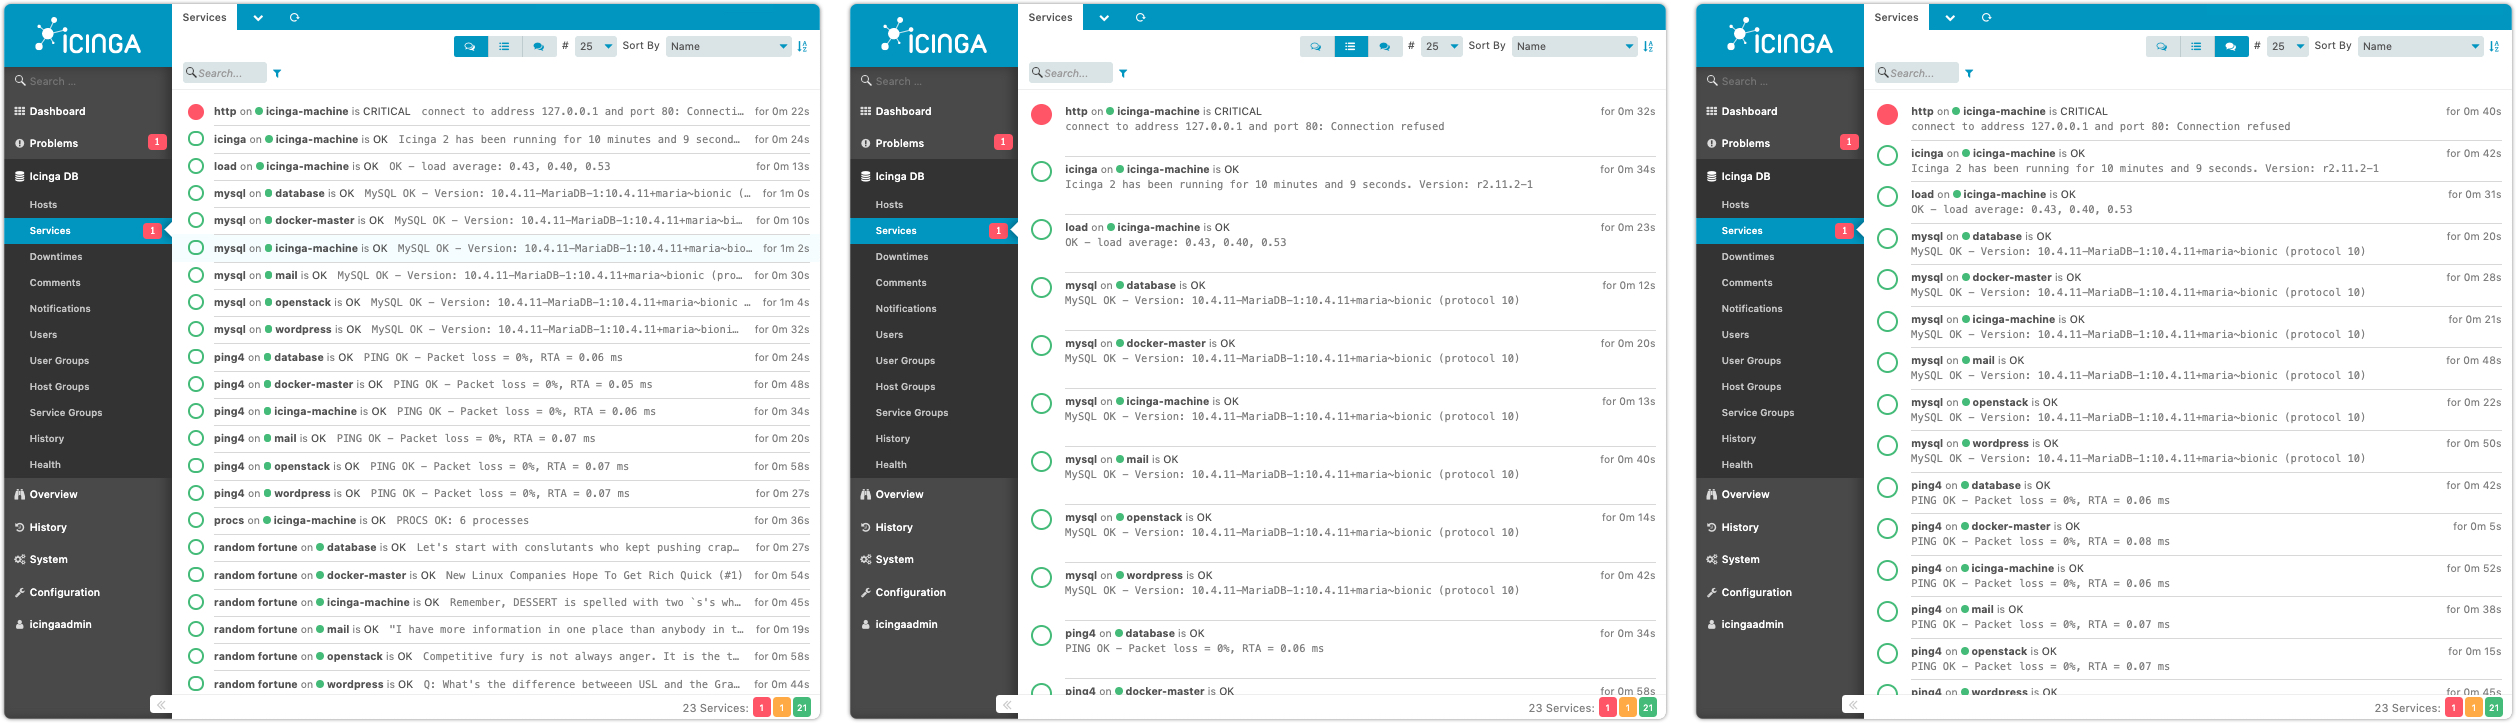 ICINGA
Search ...
Dashboard
Problems 1
Icinga DB
Hosts
Services 1
Downtimes
Comments
Notifications
Users
User Groups
Host Groups
Service Groups
History
Health
Overview
History
System
Configuration
icingaadmin
Services
# 25 Sort By Name
Search...
http on icinga-machine is CRITICAL connect to address 127.0.0.1 and port 80: Connecti… for 0m 22s
icinga on icinga-machine is OK Icinga 2 has been running for 10 minutes and 9 second… for 0m 24s
load on icinga-machine is OK OK - load average: 0.43, 0.40, 0.53 for 0m 13s
mysql on database is OK MySQL OK - Version: 10.4.11-MariaDB-1:10.4.11+maria~bionic (… for 1m 0s
mysql on docker-master is OK MySQL OK - Version: 10.4.11-MariaDB-1:10.4.11+maria~bi… for 0m 10s
mysql on icinga-machine is OK MySQL OK - Version: 10.4.11-MariaDB-1:10.4.11+maria~bio… for 1m 2s
mysql on mail is OK MySQL OK - Version: 10.4.11-MariaDB-1:10.4.11+maria~bionic (pro… for 0m 30s
mysql on openstack is OK MySQL OK - Version: 10.4.11-MariaDB-1:10.4.11+maria~bionic … for 1m 4s
mysql on wordpress is OK MySQL OK - Version: 10.4.11-MariaDB-1:10.4.11+maria~bioni… for 0m 32s
ping4 on database is OK PING OK - Packet loss = 0%, RTA = 0.06 ms for 0m 24s
ping4 on docker-master is OK PING OK - Packet loss = 0%, RTA = 0.05 ms for 0m 48s
ping4 on icinga-machine is OK PING OK - Packet loss = 0%, RTA = 0.06 ms for 0m 34s
ping4 on mail is OK PING OK - Packet loss = 0%, RTA = 0.07 ms for 0m 20s
ping4 on openstack is OK PING OK - Packet loss = 0%, RTA = 0.07 ms for 0m 58s
ping4 on wordpress is OK PING OK - Packet loss = 0%, RTA = 0.07 ms for 0m 27s
procs on icinga-machine is OK PROCS OK: 6 processes for 0m 36s
random fortune on database is OK Let's start with conslutants who kept pushing crap… for 0m 27s
random fortune on docker-master is OK New Linux Companies Hope To Get Rich Quick (#1) for 0m 54s
random fortune on icinga-machine is OK Remember, DESSERT is spelled with two `s's wh… for 0m 45s
random fortune on mail is OK "I have more information in one place than anybody in t… for 0m 19s
random fortune on openstack is OK Competitive fury is not always anger. It is the t… for 0m 58s
random fortune on wordpress is OK Q: What's the difference betweeen USL and the Gra… for 0m 44s
23 Services: 1 1 21
ICINGA
Search ...
Dashboard
Problems 1
Icinga DB
Hosts
Services 1
Downtimes
Comments
Notifications
Users
User Groups
Host Groups
Service Groups
History
Health
Overview
History
System
Configuration
icingaadmin
Services
# 25 Sort By Name
Search...
http on icinga-machine is CRITICAL for 0m 32s
connect to address 127.0.0.1 and port 80: Connection refused
icinga on icinga-machine is OK for 0m 34s
Icinga 2 has been running for 10 minutes and 9 seconds. Version: r2.11.2-1
load on icinga-machine is OK for 0m 23s
OK - load average: 0.43, 0.40, 0.53
mysql on database is OK for 0m 12s
MySQL OK - Version: 10.4.11-MariaDB-1:10.4.11+maria~bionic (protocol 10)
mysql on docker-master is OK for 0m 20s
MySQL OK - Version: 10.4.11-MariaDB-1:10.4.11+maria~bionic (protocol 10)
mysql on icinga-machine is OK for 0m 13s
MySQL OK - Version: 10.4.11-MariaDB-1:10.4.11+maria~bionic (protocol 10)
mysql on mail is OK for 0m 40s
MySQL OK - Version: 10.4.11-MariaDB-1:10.4.11+maria~bionic (protocol 10)
mysql on openstack is OK for 0m 14s
MySQL OK - Version: 10.4.11-MariaDB-1:10.4.11+maria~bionic (protocol 10)
mysql on wordpress is OK for 0m 42s
MySQL OK - Version: 10.4.11-MariaDB-1:10.4.11+maria~bionic (protocol 10)
ping4 on database is OK for 0m 34s
PING OK - Packet loss = 0%, RTA = 0.06 ms
ping4 on docker-master is OK for 0m 58s
23 Services: 1 1 21
ICINGA
Search ...
Dashboard
Problems 1
Icinga DB
Hosts
Services 1
Downtimes
Comments
Notifications
Users
User Groups
Host Groups
Service Groups
History
Health
Overview
History
System
Configuration
icingaadmin
Services
# 25 Sort By Name
Search...
http on icinga-machine is CRITICAL for 0m 40s
connect to address 127.0.0.1 and port 80: Connection refused
icinga on icinga-machine is OK for 0m 42s
Icinga 2 has been running for 10 minutes and 9 seconds. Version: r2.11.2-1
load on icinga-machine is OK for 0m 31s
OK - load average: 0.43, 0.40, 0.53
mysql on database is OK for 0m 20s
MySQL OK - Version: 10.4.11-MariaDB-1:10.4.11+maria~bionic (protocol 10)
mysql on docker-master is OK for 0m 28s
MySQL OK - Version: 10.4.11-MariaDB-1:10.4.11+maria~bionic (protocol 10)
mysql on icinga-machine is OK for 0m 21s
MySQL OK - Version: 10.4.11-MariaDB-1:10.4.11+maria~bionic (protocol 10)
mysql on mail is OK for 0m 48s
MySQL OK - Version: 10.4.11-MariaDB-1:10.4.11+maria~bionic (protocol 10)
mysql on openstack is OK for 0m 22s
MySQL OK - Version: 10.4.11-MariaDB-1:10.4.11+maria~bionic (protocol 10)
mysql on wordpress is OK for 0m 50s
MySQL OK - Version: 10.4.11-MariaDB-1:10.4.11+maria~bionic (protocol 10)
ping4 on database is OK for 0m 42s
PING OK - Packet loss = 0%, RTA = 0.06 ms
ping4 on docker-master is OK for 0m 5s
PING OK - Packet loss = 0%, RTA = 0.08 ms
ping4 on icinga-machine is OK for 0m 52s
PING OK - Packet loss = 0%, RTA = 0.06 ms
ping4 on mail is OK for 0m 38s
PING OK - Packet loss = 0%, RTA = 0.07 ms
ping4 on openstack is OK for 0m 15s
PING OK - Packet loss = 0%, RTA = 0.07 ms
ping4 on wordpress is OK for 0m 45s
23 Services: 1 1 21